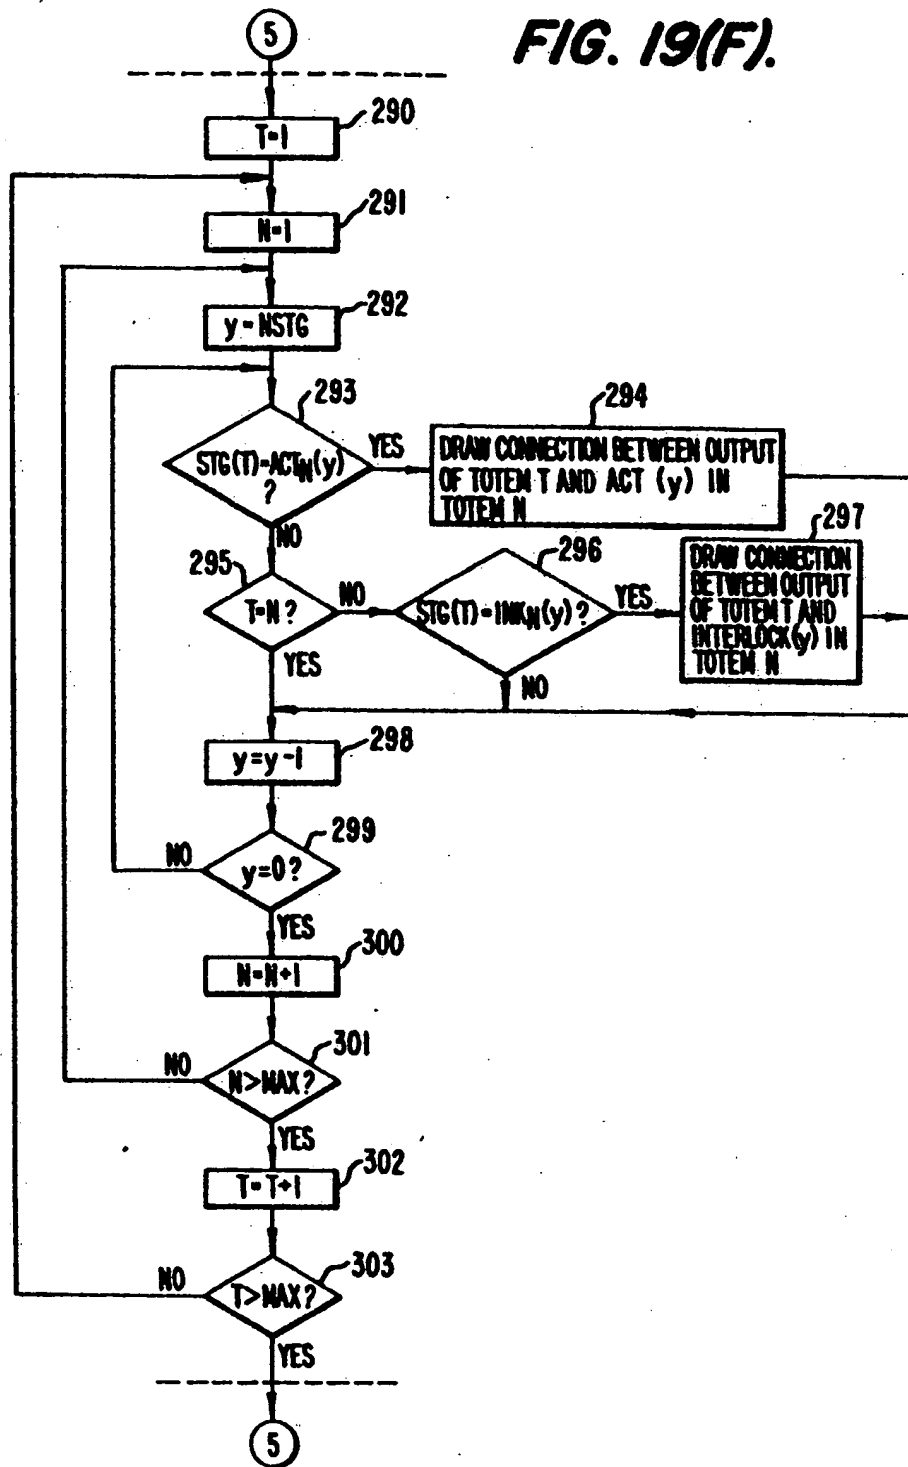 5
FIG. 19(F).
290
T=1
291
N=1
292
y=NSTG
293
STG(T)=ACT_N(y)
?
YES
294
DRAW CONNECTION BETWEEN OUTPUT
OF TOTEM T AND ACT (y) IN
TOTEM N
NO
295
T=N?
NO
296
STG(T)=INK_N(y)?
YES
297
DRAW CONNECTION
BETWEEN OUTPUT
OF TOTEM T AND
INTERLOCK(y) IN
TOTEM N
YES
NO
298
y=y-1
299
y=0?
NO
YES
300
N=N+1
301
N>MAX?
NO
YES
302
T=T+1
303
T>MAX?
NO
YES
5